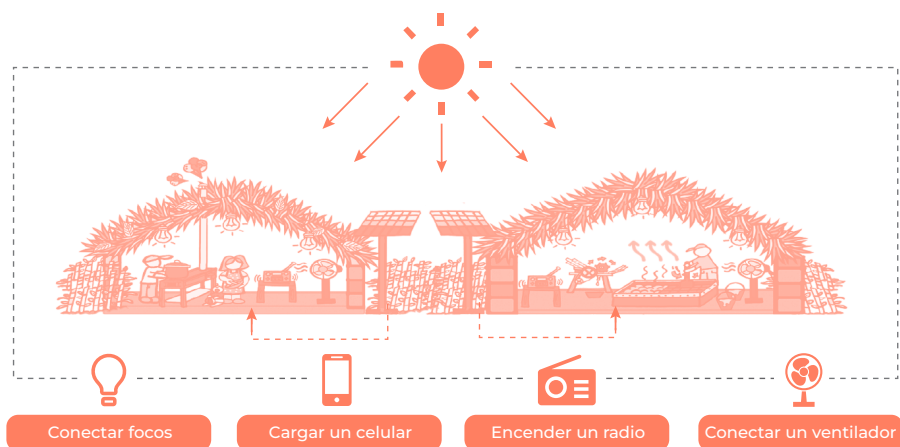 Conectar focos
Cargar un celular
Encender un radio
Conectar un ventilador